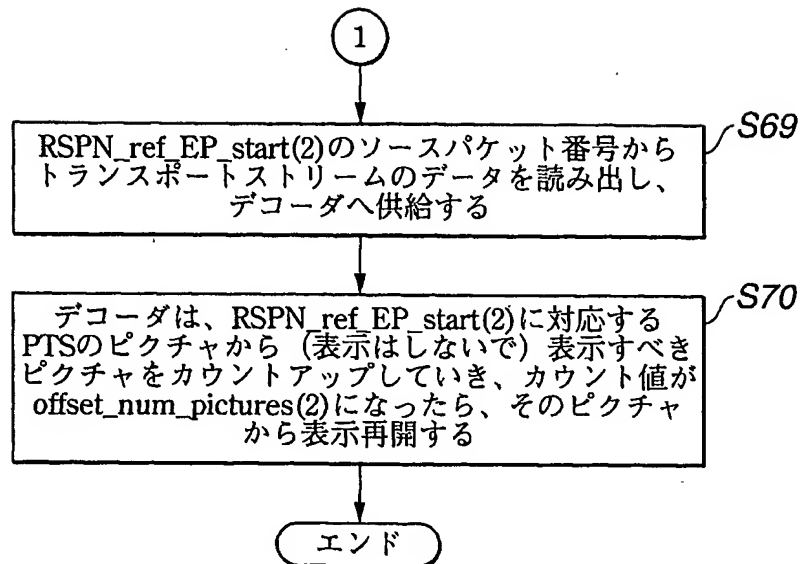 1
RSPN_ref_EP_start(2)のソースパケット番号から
トランスポートストリームのデータを読み出し、
デコーダへ供給する
S69
デコーダは、RSPN_ref_EP_start(2)に対応する
PTSのピクチャから（表示はしないで）表示すべき
ピクチャをカウントアップしていき、カウント値が
offset_num_pictures(2)になったら、そのピクチャ
から表示再開する
S70
エンド